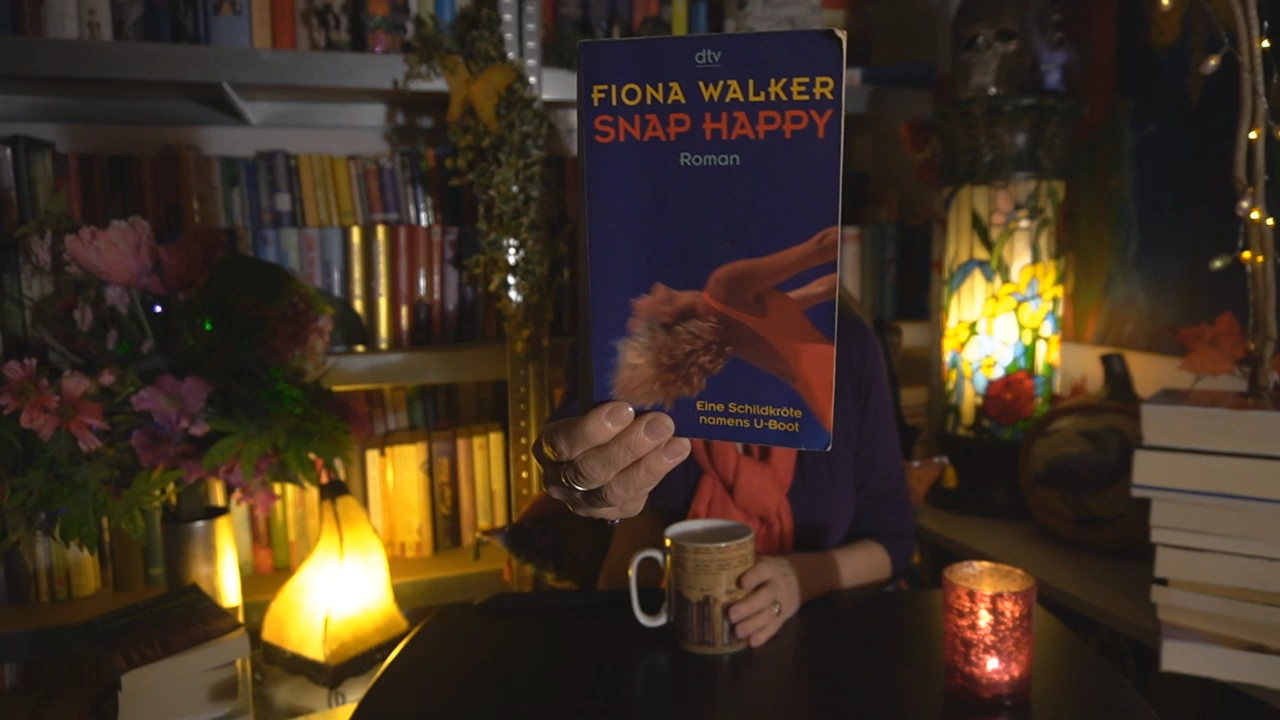 dtv
FIONA WALKER
SNAP HAPPY
Roman
Eine Schildkröte
namens U-Boot